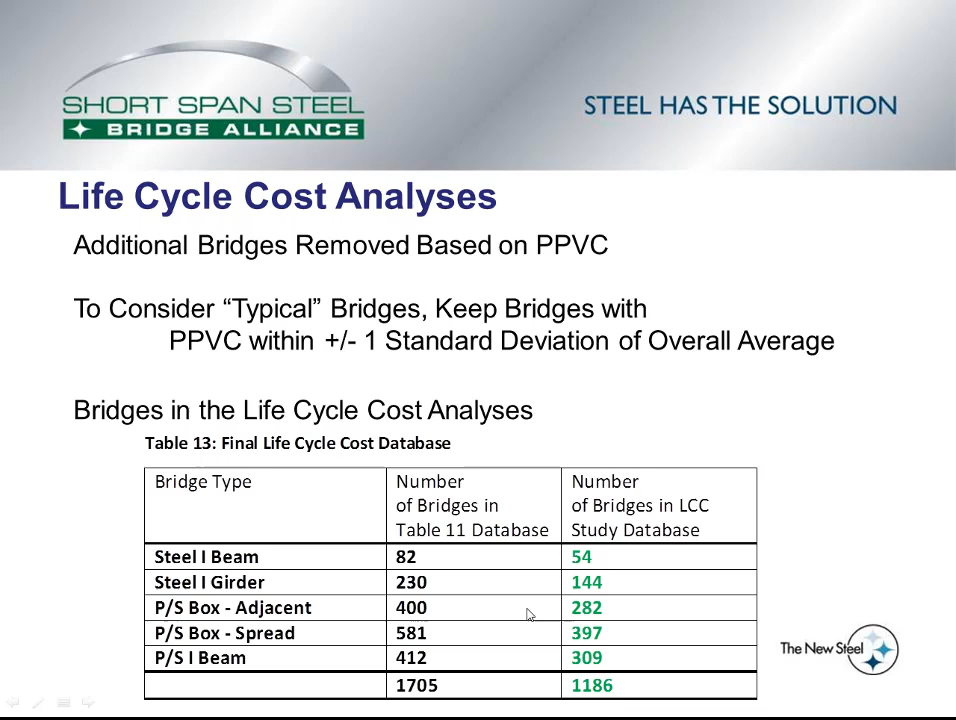 SHORT SPAN STEEL
BRIDGE ALLIANCE
STEEL HAS THE SOLUTION
Life Cycle Cost Analyses
Additional Bridges Removed Based on PPVC
To Consider “Typical” Bridges, Keep Bridges with
PPVC within +/- 1 Standard Deviation of Overall Average
Bridges in the Life Cycle Cost Analyses
Table 13: Final Life Cycle Cost Database
Bridge Type
Number
of Bridges in
Table 11 Database
Number
of Bridges in LCC
Study Database
Steel I Beam 82 54
Steel I Girder 230 144
P/S Box - Adjacent 400 282
P/S Box - Spread 581 397
P/S I Beam 412 309
1705 1186
The New Steel